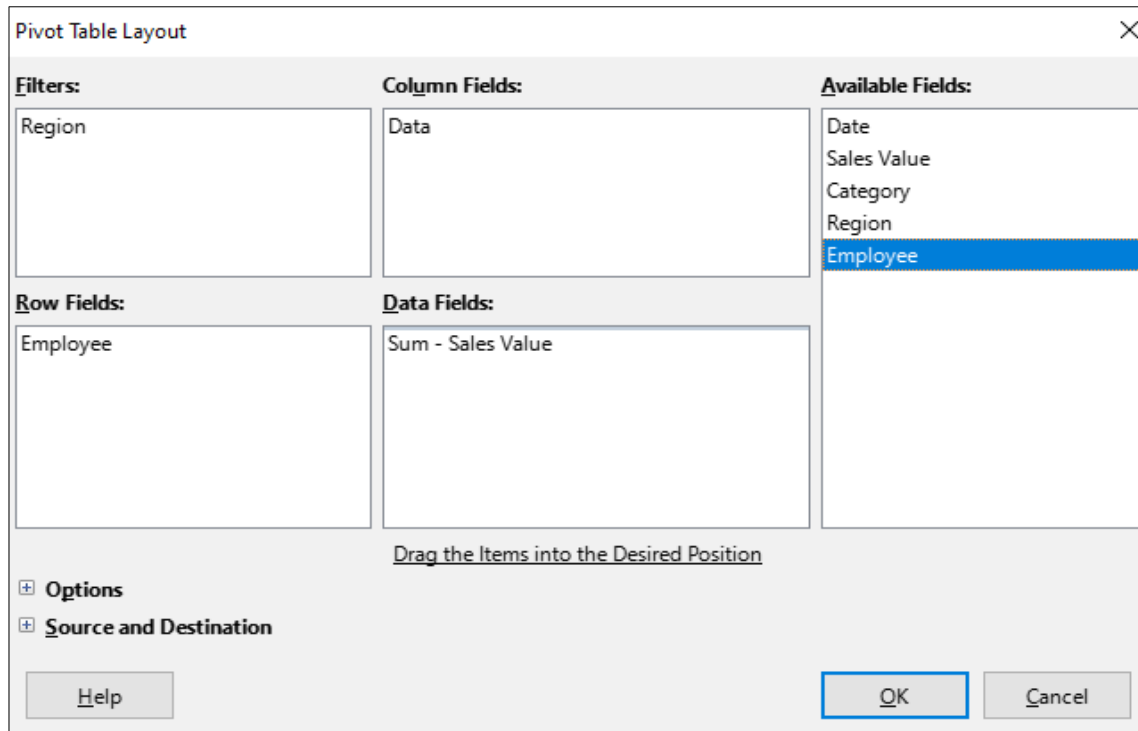 Pivot Table Layout
Filters:
Region
Column Fields:
Data
Available Fields:
Date
Sales Value
Category
Region
Employee
Row Fields:
Employee
Data Fields:
Sum - Sales Value
Drag the Items into the Desired Position
Options
Source and Destination
Help
OK
Cancel